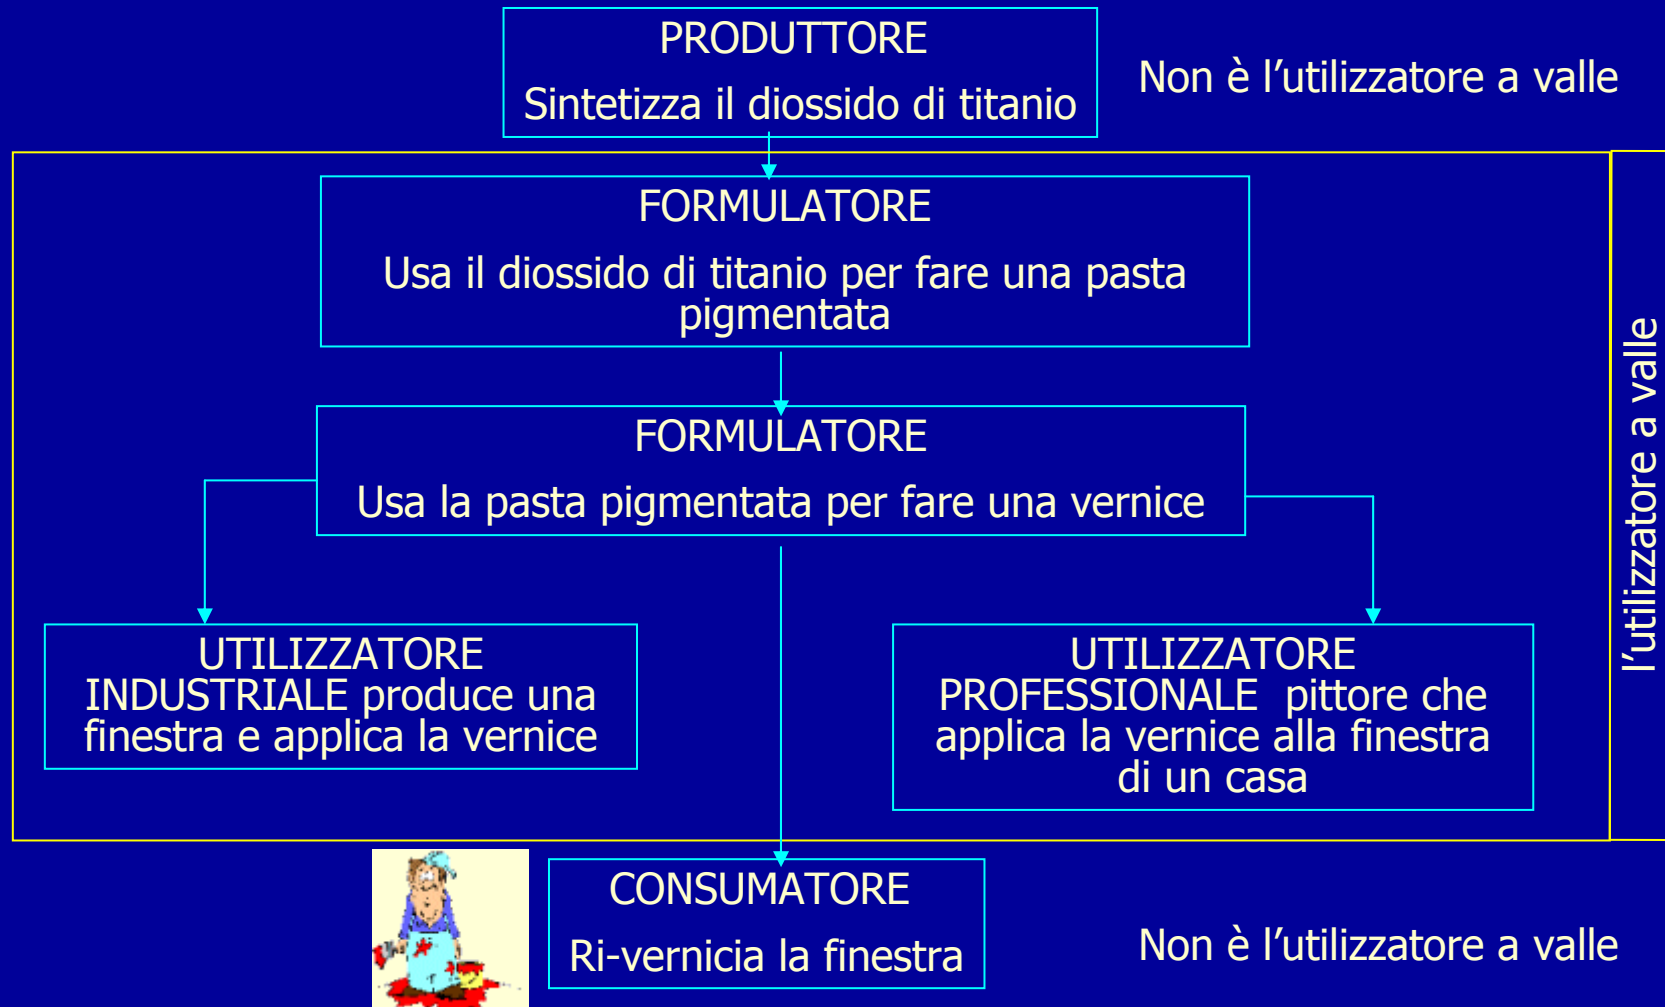 PRODUTTORE
Sintetizza il diossido di titanio
Non è l’utilizzatore a valle
FORMULATORE
Usa il diossido di titanio per fare una pasta
pigmentata
FORMULATORE
Usa la pasta pigmentata per fare una vernice
l’utilizzatore a valle
UTILIZZATORE
INDUSTRIALE produce una
finestra e applica la vernice
UTILIZZATORE
PROFESSIONALE pittore che
applica la vernice alla finestra
di un casa
CONSUMATORE
Ri-vernicia la finestra
Non è l’utilizzatore a valle